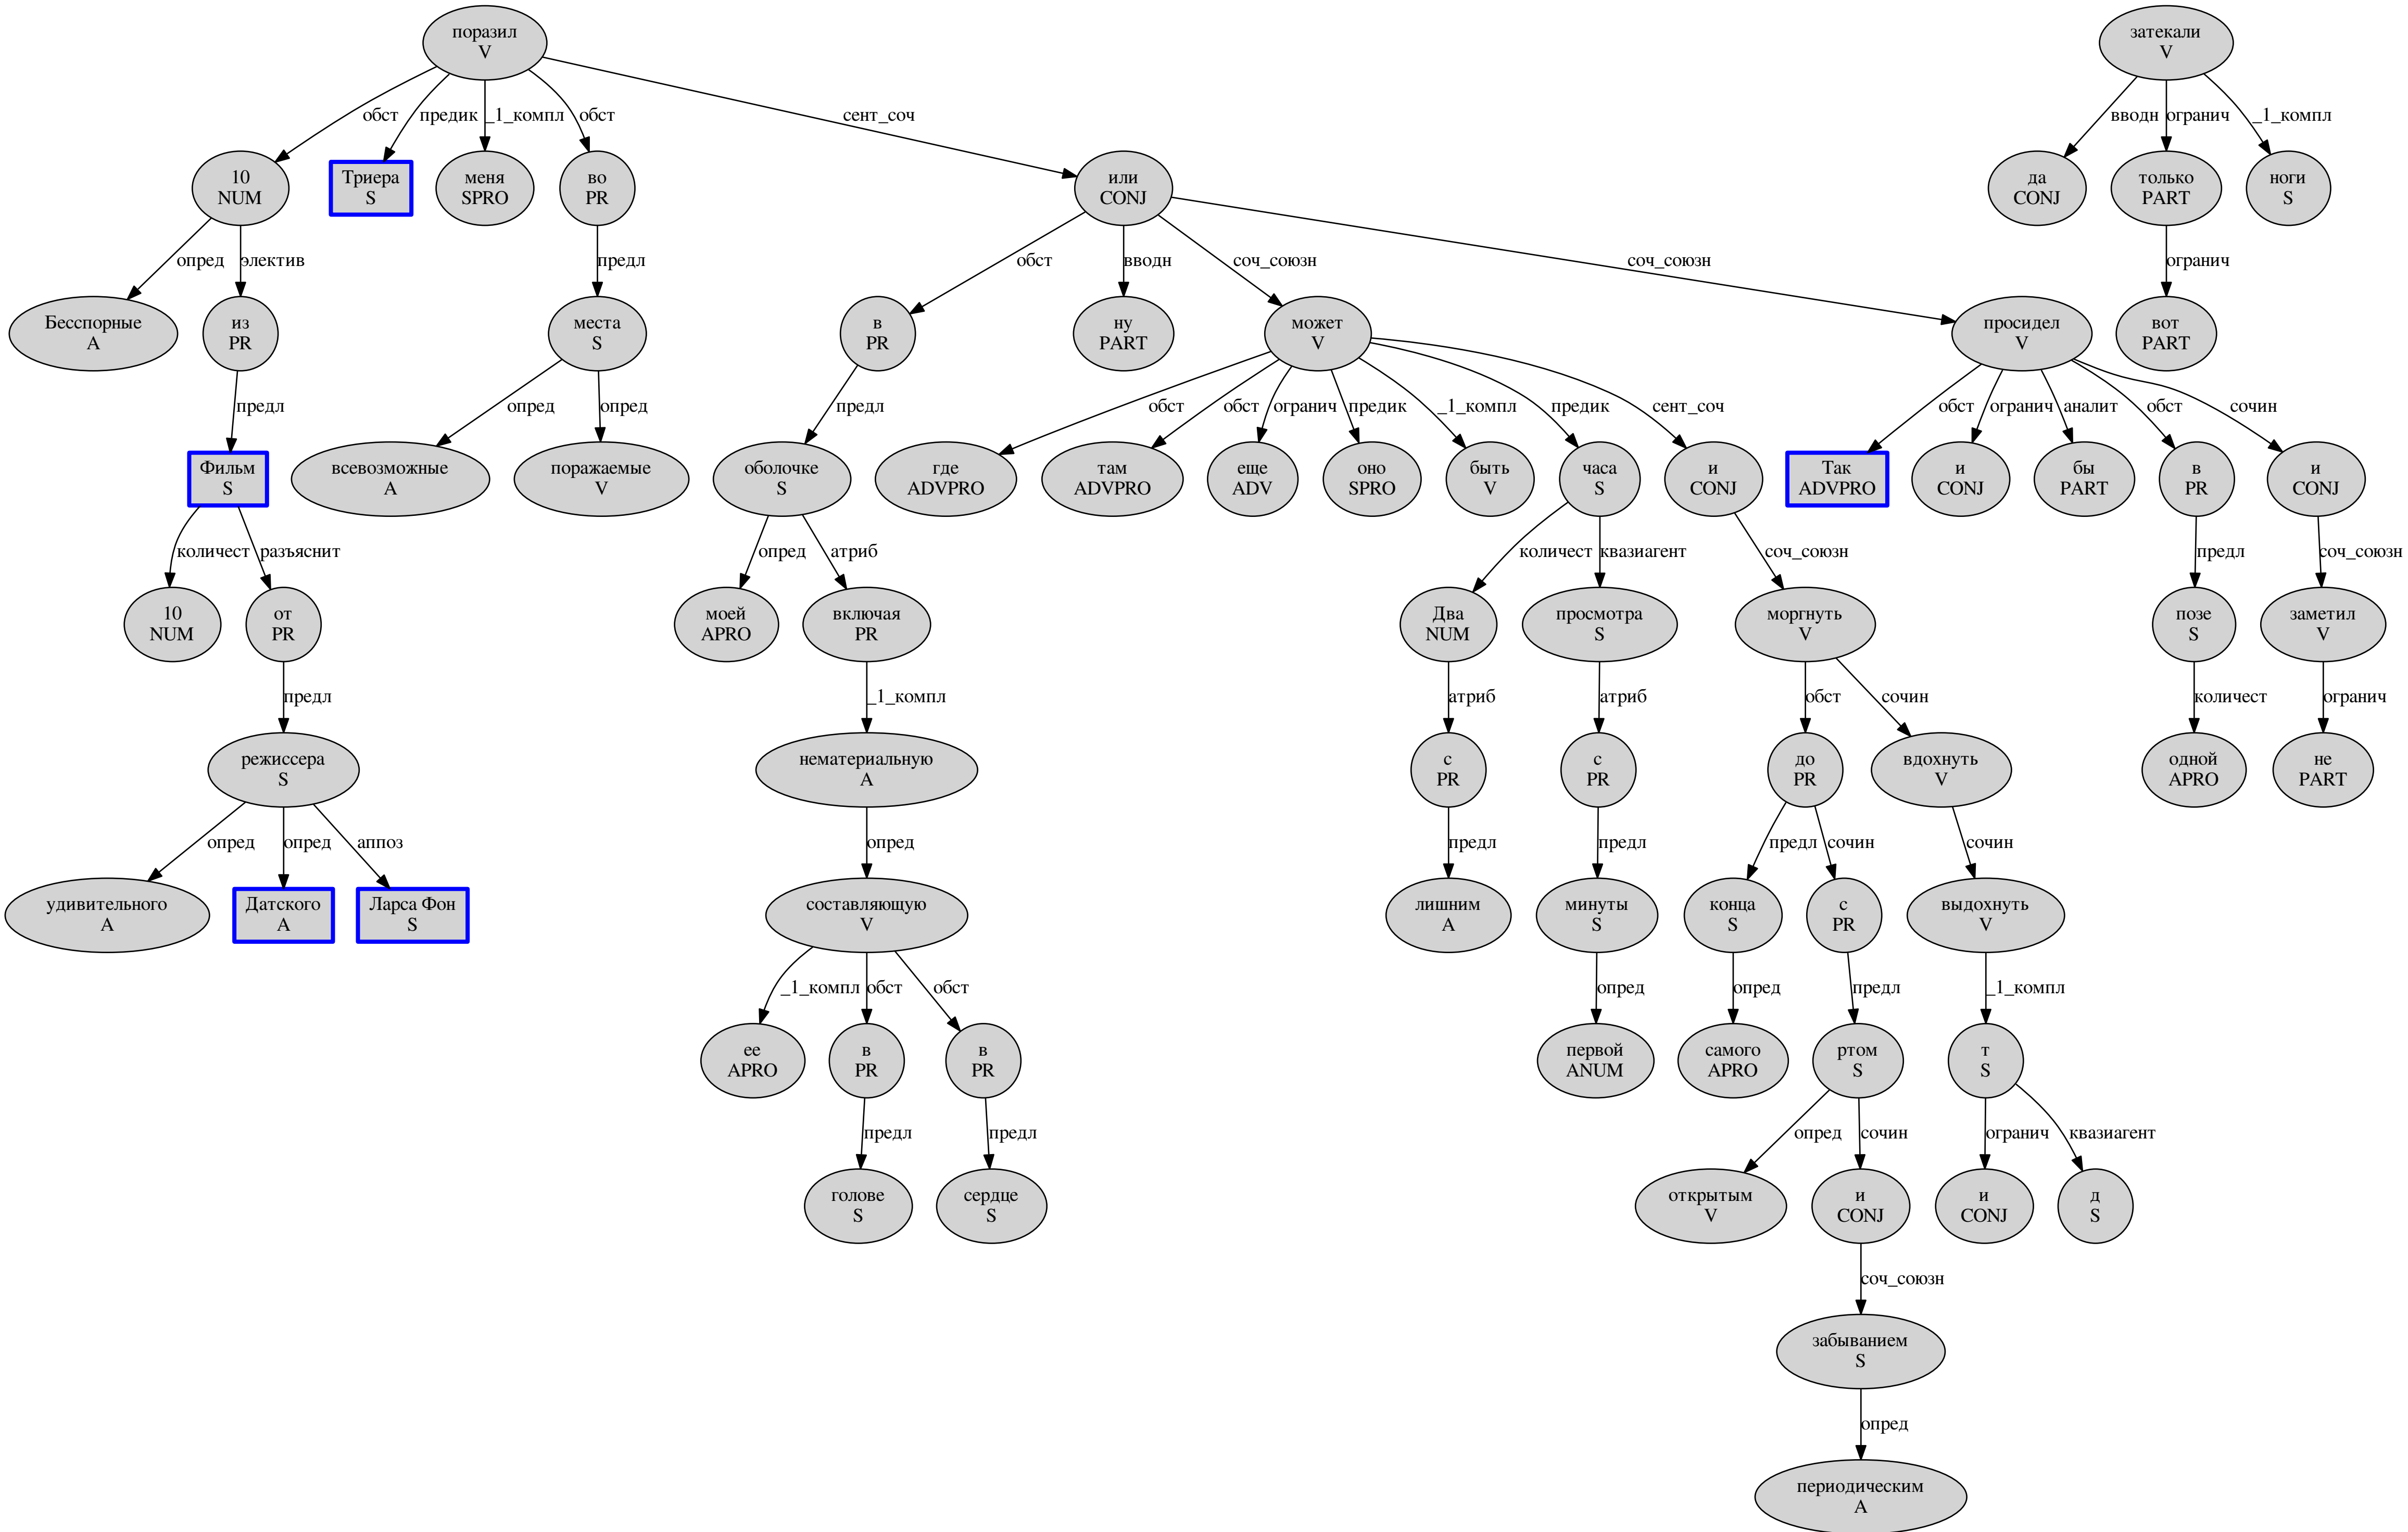 поразил
V
затекали
V
обст
предик
_1_компл
обст
сент_соч
вводн
огранич
_1_компл
10
NUM
Триера
S
меня
SPRO
во
PR
или
CONJ
да
CONJ
только
PART
ноги
S
опред
электив
предл
обст
вводн
соч_союзн
соч_союзн
огранич
Бесспорные
A
из
PR
места
S
в
PR
ну
PART
может
V
просидел
V
вот
PART
предл
опред
опред
предл
обст
обст
огранич
предик
_1_компл
предик
сент_соч
обст
огранич
аналит
обст
сочин
Фильм
S
всевозможные
A
поражаемые
V
оболочке
S
где
ADVPRO
там
ADVPRO
еще
ADV
оно
SPRO
быть
V
часа
S
и
CONJ
Так
ADVPRO
и
CONJ
бы
PART
в
PR
и
CONJ
количест
разъяснит
опред
атриб
количест
квазиагент
соч_союзн
предл
соч_союзн
10
NUM
от
PR
моей
APRO
включая
PR
Два
NUM
просмотра
S
моргнуть
V
позе
S
заметил
V
предл
_1_компл
атриб
атриб
обст
сочин
количест
огранич
режиссера
S
нематериальную
A
с
PR
с
PR
до
PR
вдохнуть
V
одной
APRO
не
PART
опред
опред
аппоз
опред
предл
предл
предл
сочин
сочин
удивительного
A
Датского
A
Ларса Фон
S
составляющую
V
лишним
A
минуты
S
конца
S
с
PR
выдохнуть
V
_1_компл
обст
обст
опред
опред
предл
_1_компл
ее
APRO
в
PR
в
PR
первой
ANUM
самого
APRO
ртом
S
т
S
предл
предл
опред
сочин
огранич
квазиагент
голове
S
сердце
S
открытым
V
и
CONJ
и
CONJ
д
S
соч_союзн
забыванием
S
опред
периодическим
A